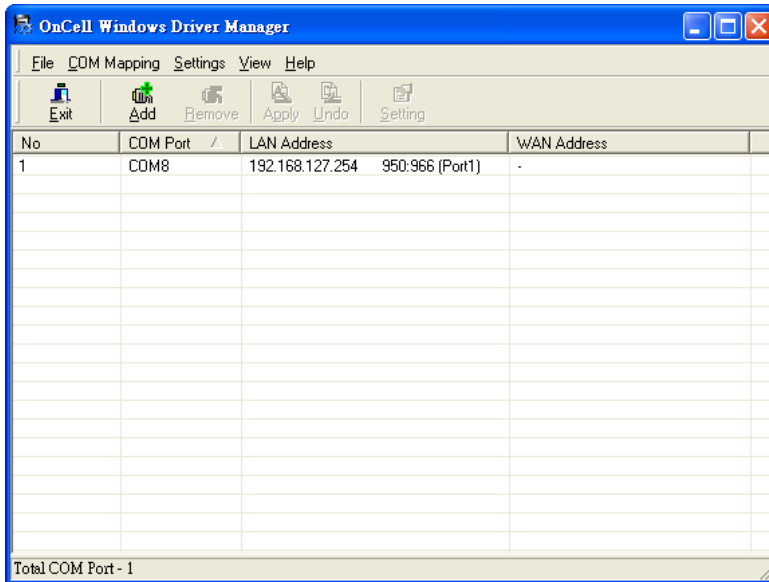 OnCell Windows Driver Manager
File COM Mapping Settings View Help
Exit Add Remove Apply Undo Setting
No COM Port LAN Address WAN Address
1 COM8 192.168.127.254 950:966 (Port1) -
Total COM Port - 1